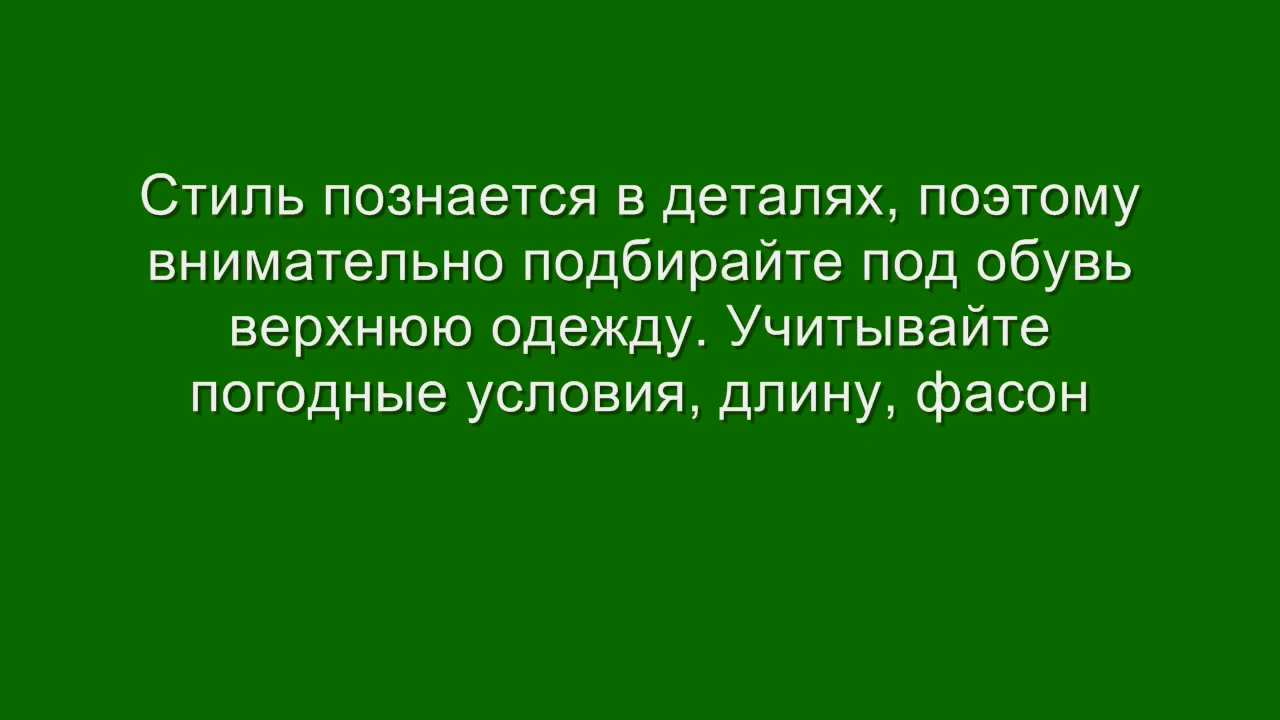 Стиль познается в деталях, поэтому
внимательно подбирайте под обувь
верхнюю одежду. Учитывайте
погодные условия, длину, фасон